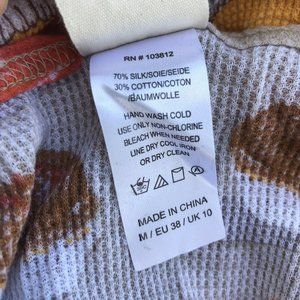 RN # 103812
70% SILK/SOIE/SEIDE
30% COTTON/COTON
/BAUMWOLLE
HAND WASH COLD
USE ONLY NON-CHLORINE
BLEACH WHEN NEEDED
LINE DRY COOL IRON
OR DRY CLEAN
MADE IN CHINA
M / EU 38 / UK 10